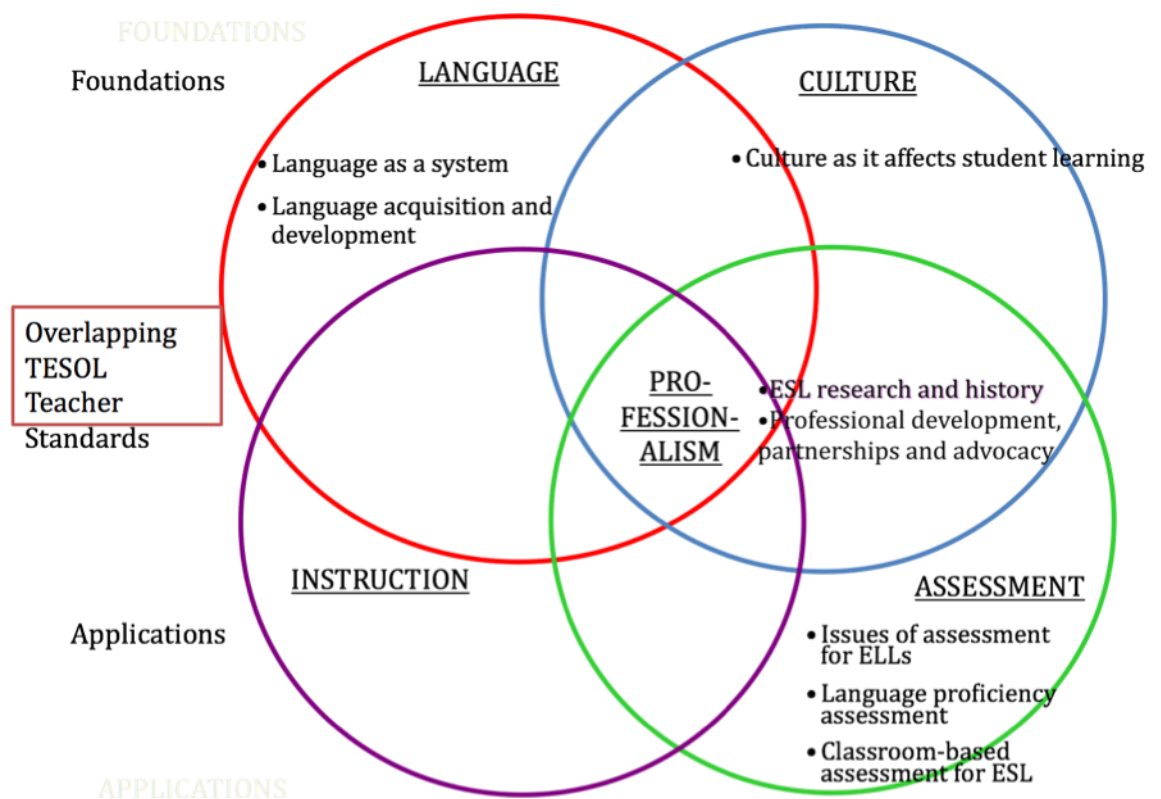 FOUNDATIONS
Foundations
LANGUAGE
CULTURE
• Language as a system
• Language acquisition and
development
• Culture as it affects student learning
Overlapping
TESOL
Teacher
Standards
PRO-
FESSION-
ALISM
•ESL research and history
•Professional development,
partnerships and advocacy
INSTRUCTION
ASSESSMENT
Applications
• Issues of assessment
for ELLs
• Language proficiency
assessment
• Classroom-based
assessment for ESL
APPLICATIONS